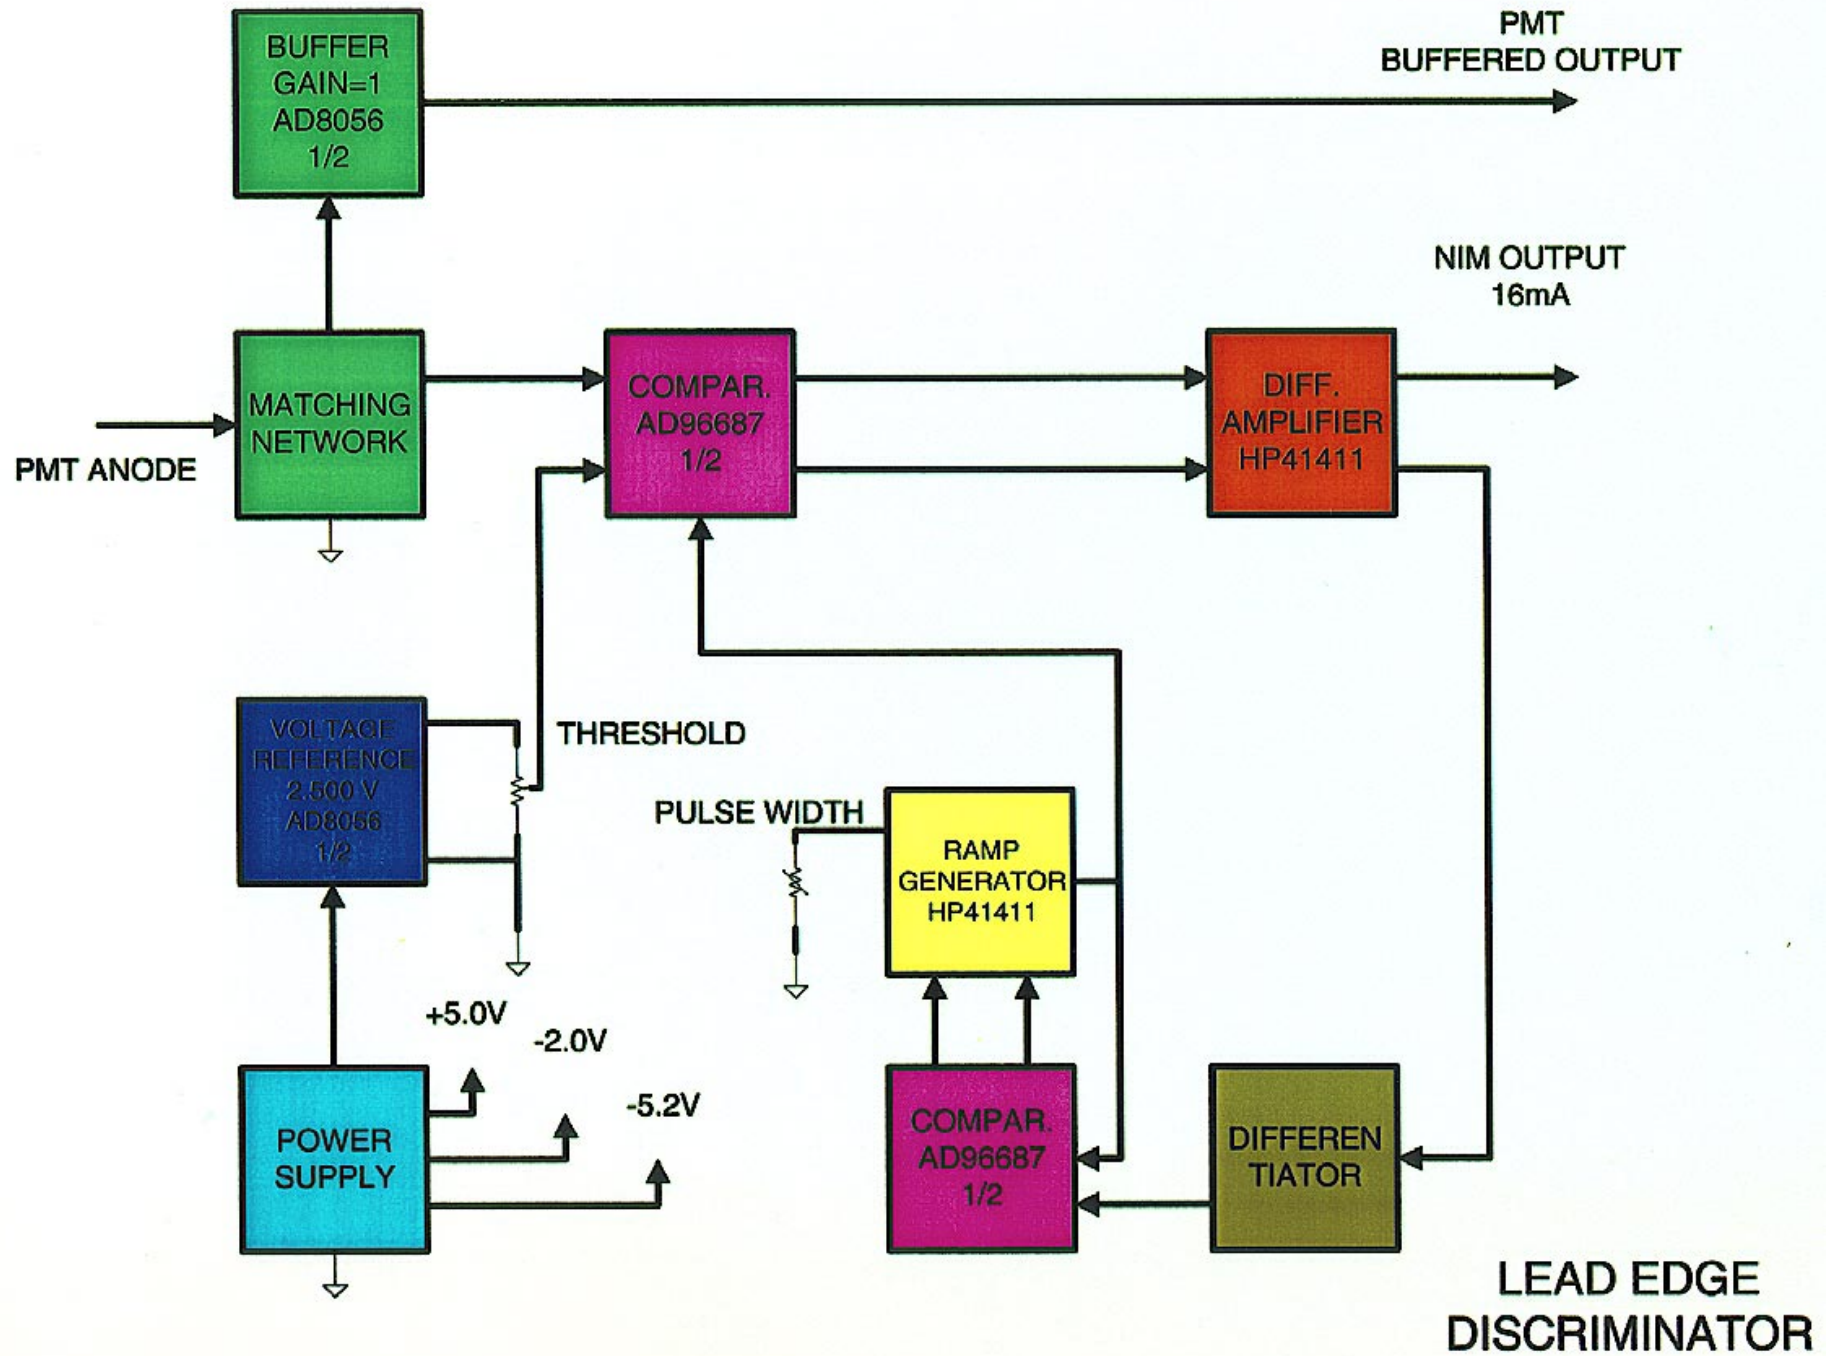 BUFFER
GAIN=1
AD8056
1/2
PMT
BUFFERED OUTPUT
NIM OUTPUT
16mA
MATCHING
NETWORK
PMT ANODE
COMPAR.
AD96687
1/2
DIFF.
AMPLIFIER
HP41411
VOLTAGE
REFERENCE
2.500 V
AD8056
1/2
THRESHOLD
PULSE WIDTH
RAMP
GENERATOR
HP41411
+5.0V
-2.0V
-5.2V
POWER
SUPPLY
COMPAR.
AD96687
1/2
DIFFEREN
TIATOR
LEAD EDGE
DISCRIMINATOR